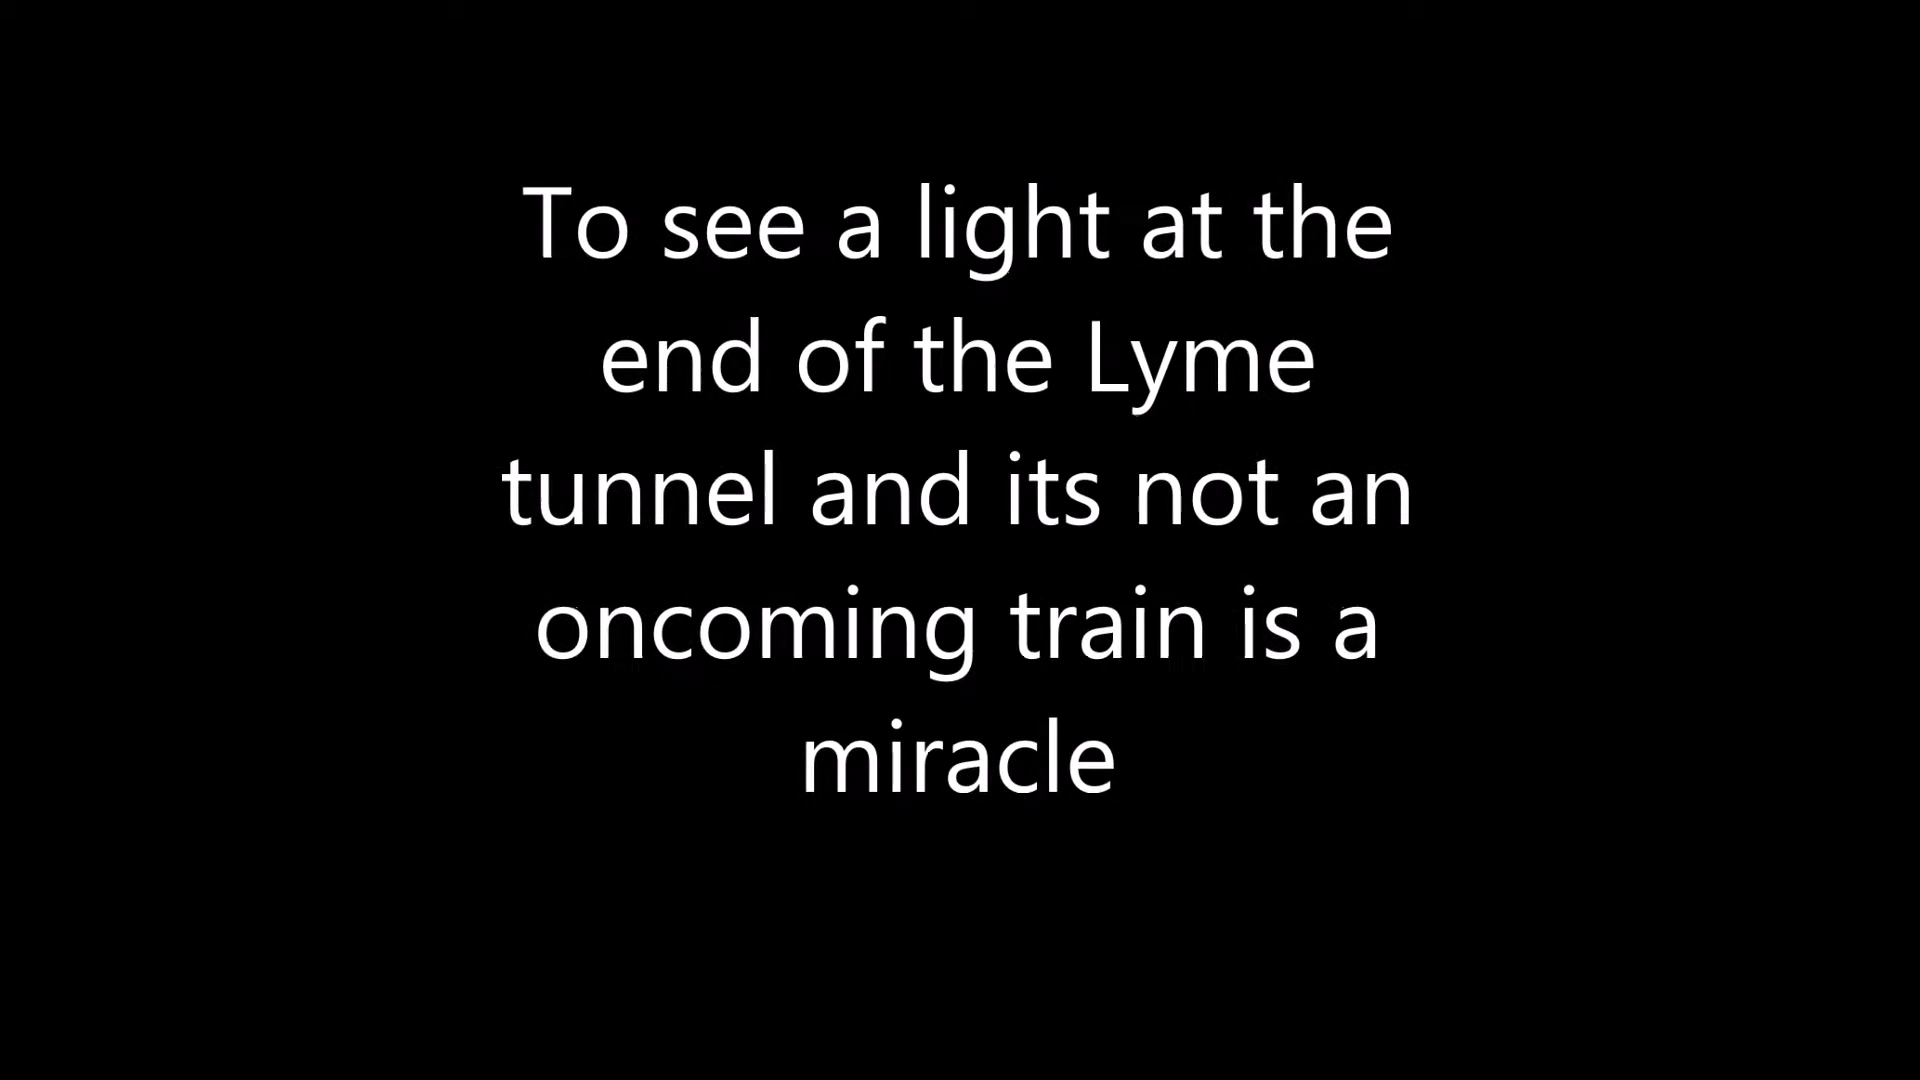 To see a light at the
end of the Lyme
tunnel and its not an
oncoming train is a
miracle